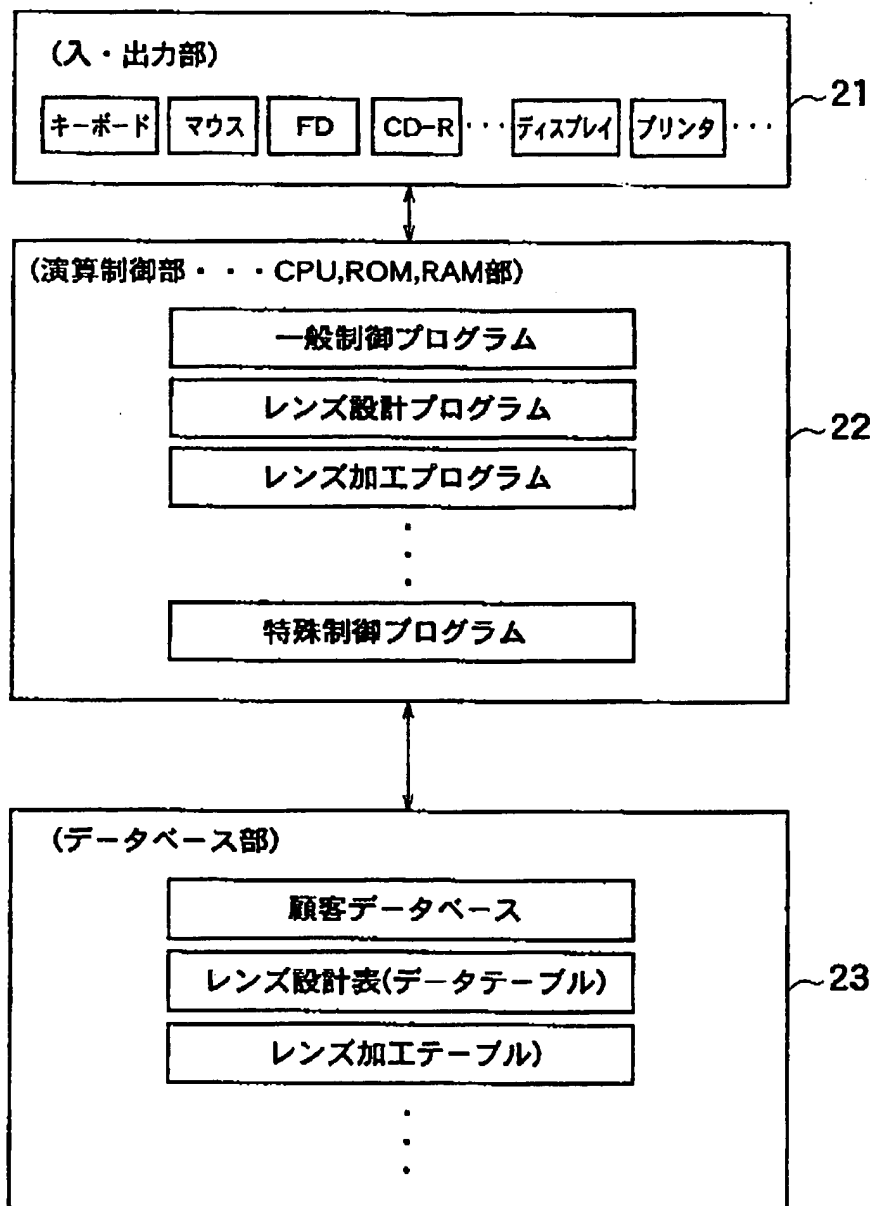 (入・出力部)
キーボード マウス FD CD-R ・・・ ディスプレイ プリンタ ・・・
21
(演算制御部・・・CPU,ROM,RAM部)
一般制御プログラム
レンズ設計プログラム
22
レンズ加工プログラム
・
・
・
特殊制御プログラム
(データベース部)
顧客データベース
レンズ設計表(データテーブル)
23
レンズ加工テーブル)
・
・
・